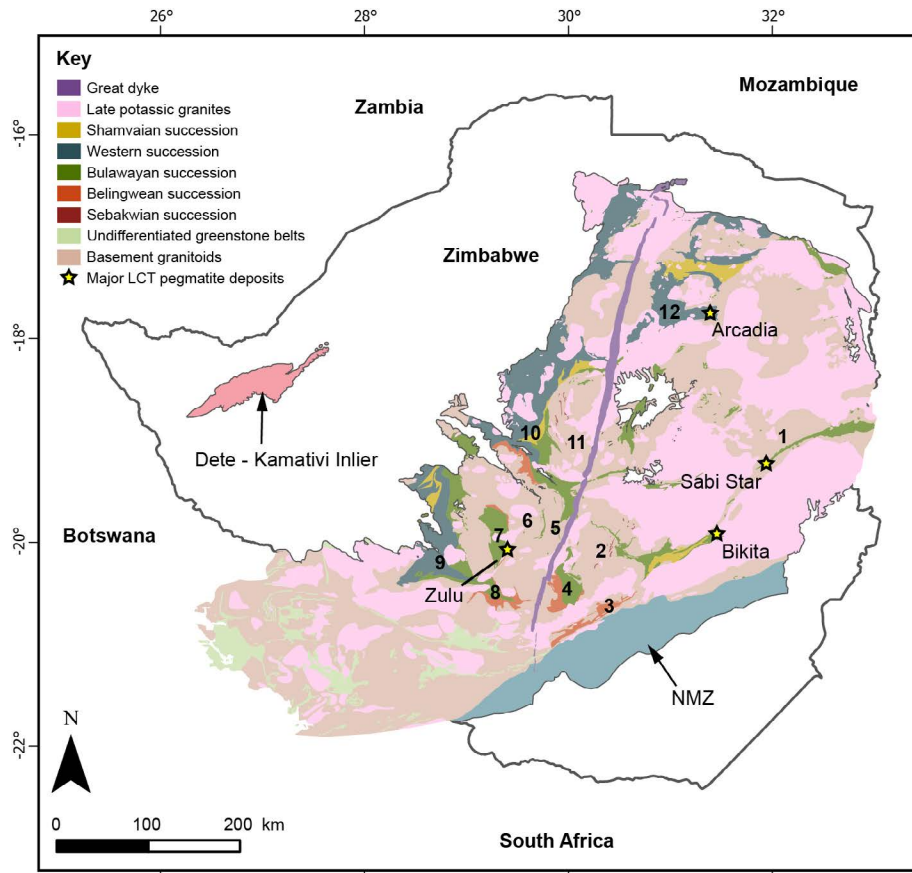 26°
28°
30°
32°
Key
Great dyke
Late potassic granites
Shamvaian succession
Western succession
Bulawayan succession
Belingwean succession
Sebakwian succession
Undifferentiated greenstone belts
Basement granitoids
Major LCT pegmatite deposits
Mozambique
Zambia
-16°
Zimbabwe
12
Arcadia
-18°
10
11
1
Dete - Kamativi Inlier
Sabi Star
Botswana
6
5
7
2
Bikita
-20°
9
Zulu
8
4
3
NMZ
N
-22°
0
100
200
km
South Africa